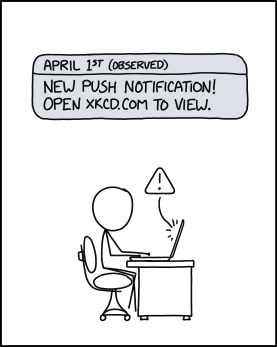 APRIL 1ST (OBSERVED)
NEW PUSH NOTIFICATION!
OPEN XKCD.COM TO VIEW.
!